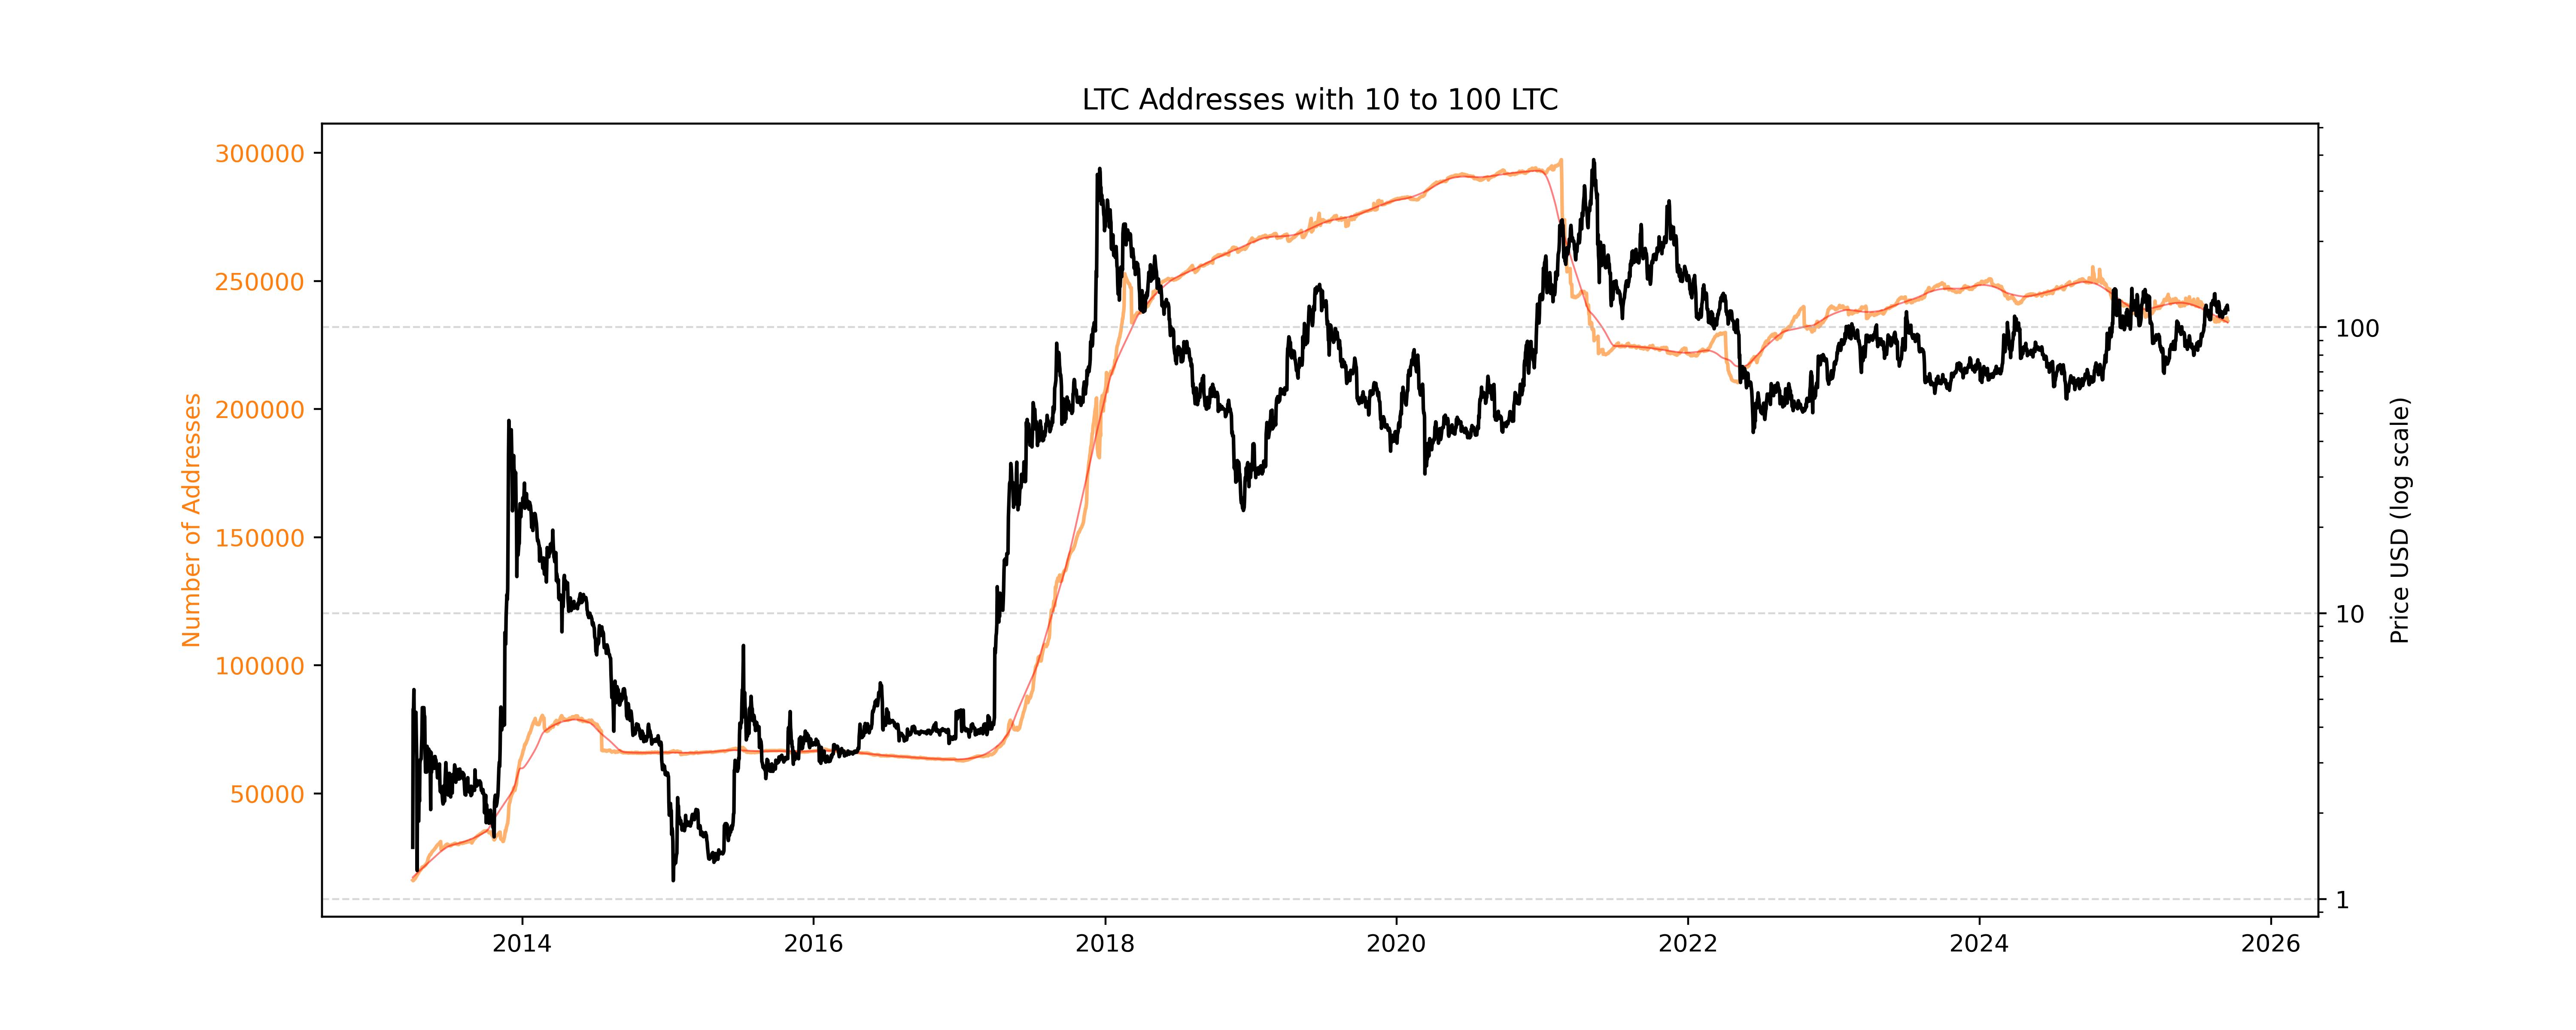 LTC Addresses with 10 to 100 LTC
300000
250000
200000
150000
100000
50000
Number of Addresses
100
10
1
Price USD (log scale)
2014 2016 2018 2020 2022 2024 2026